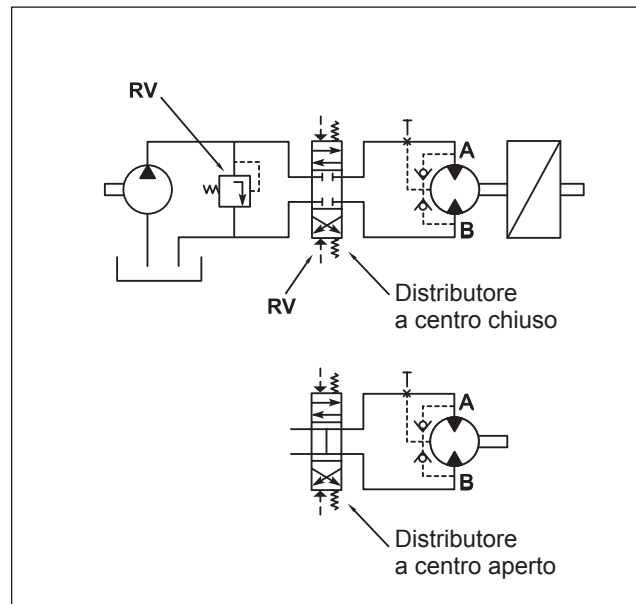 RV
A
B
RV
Distributore
a centro chiuso
A
B
Distributore
a centro aperto